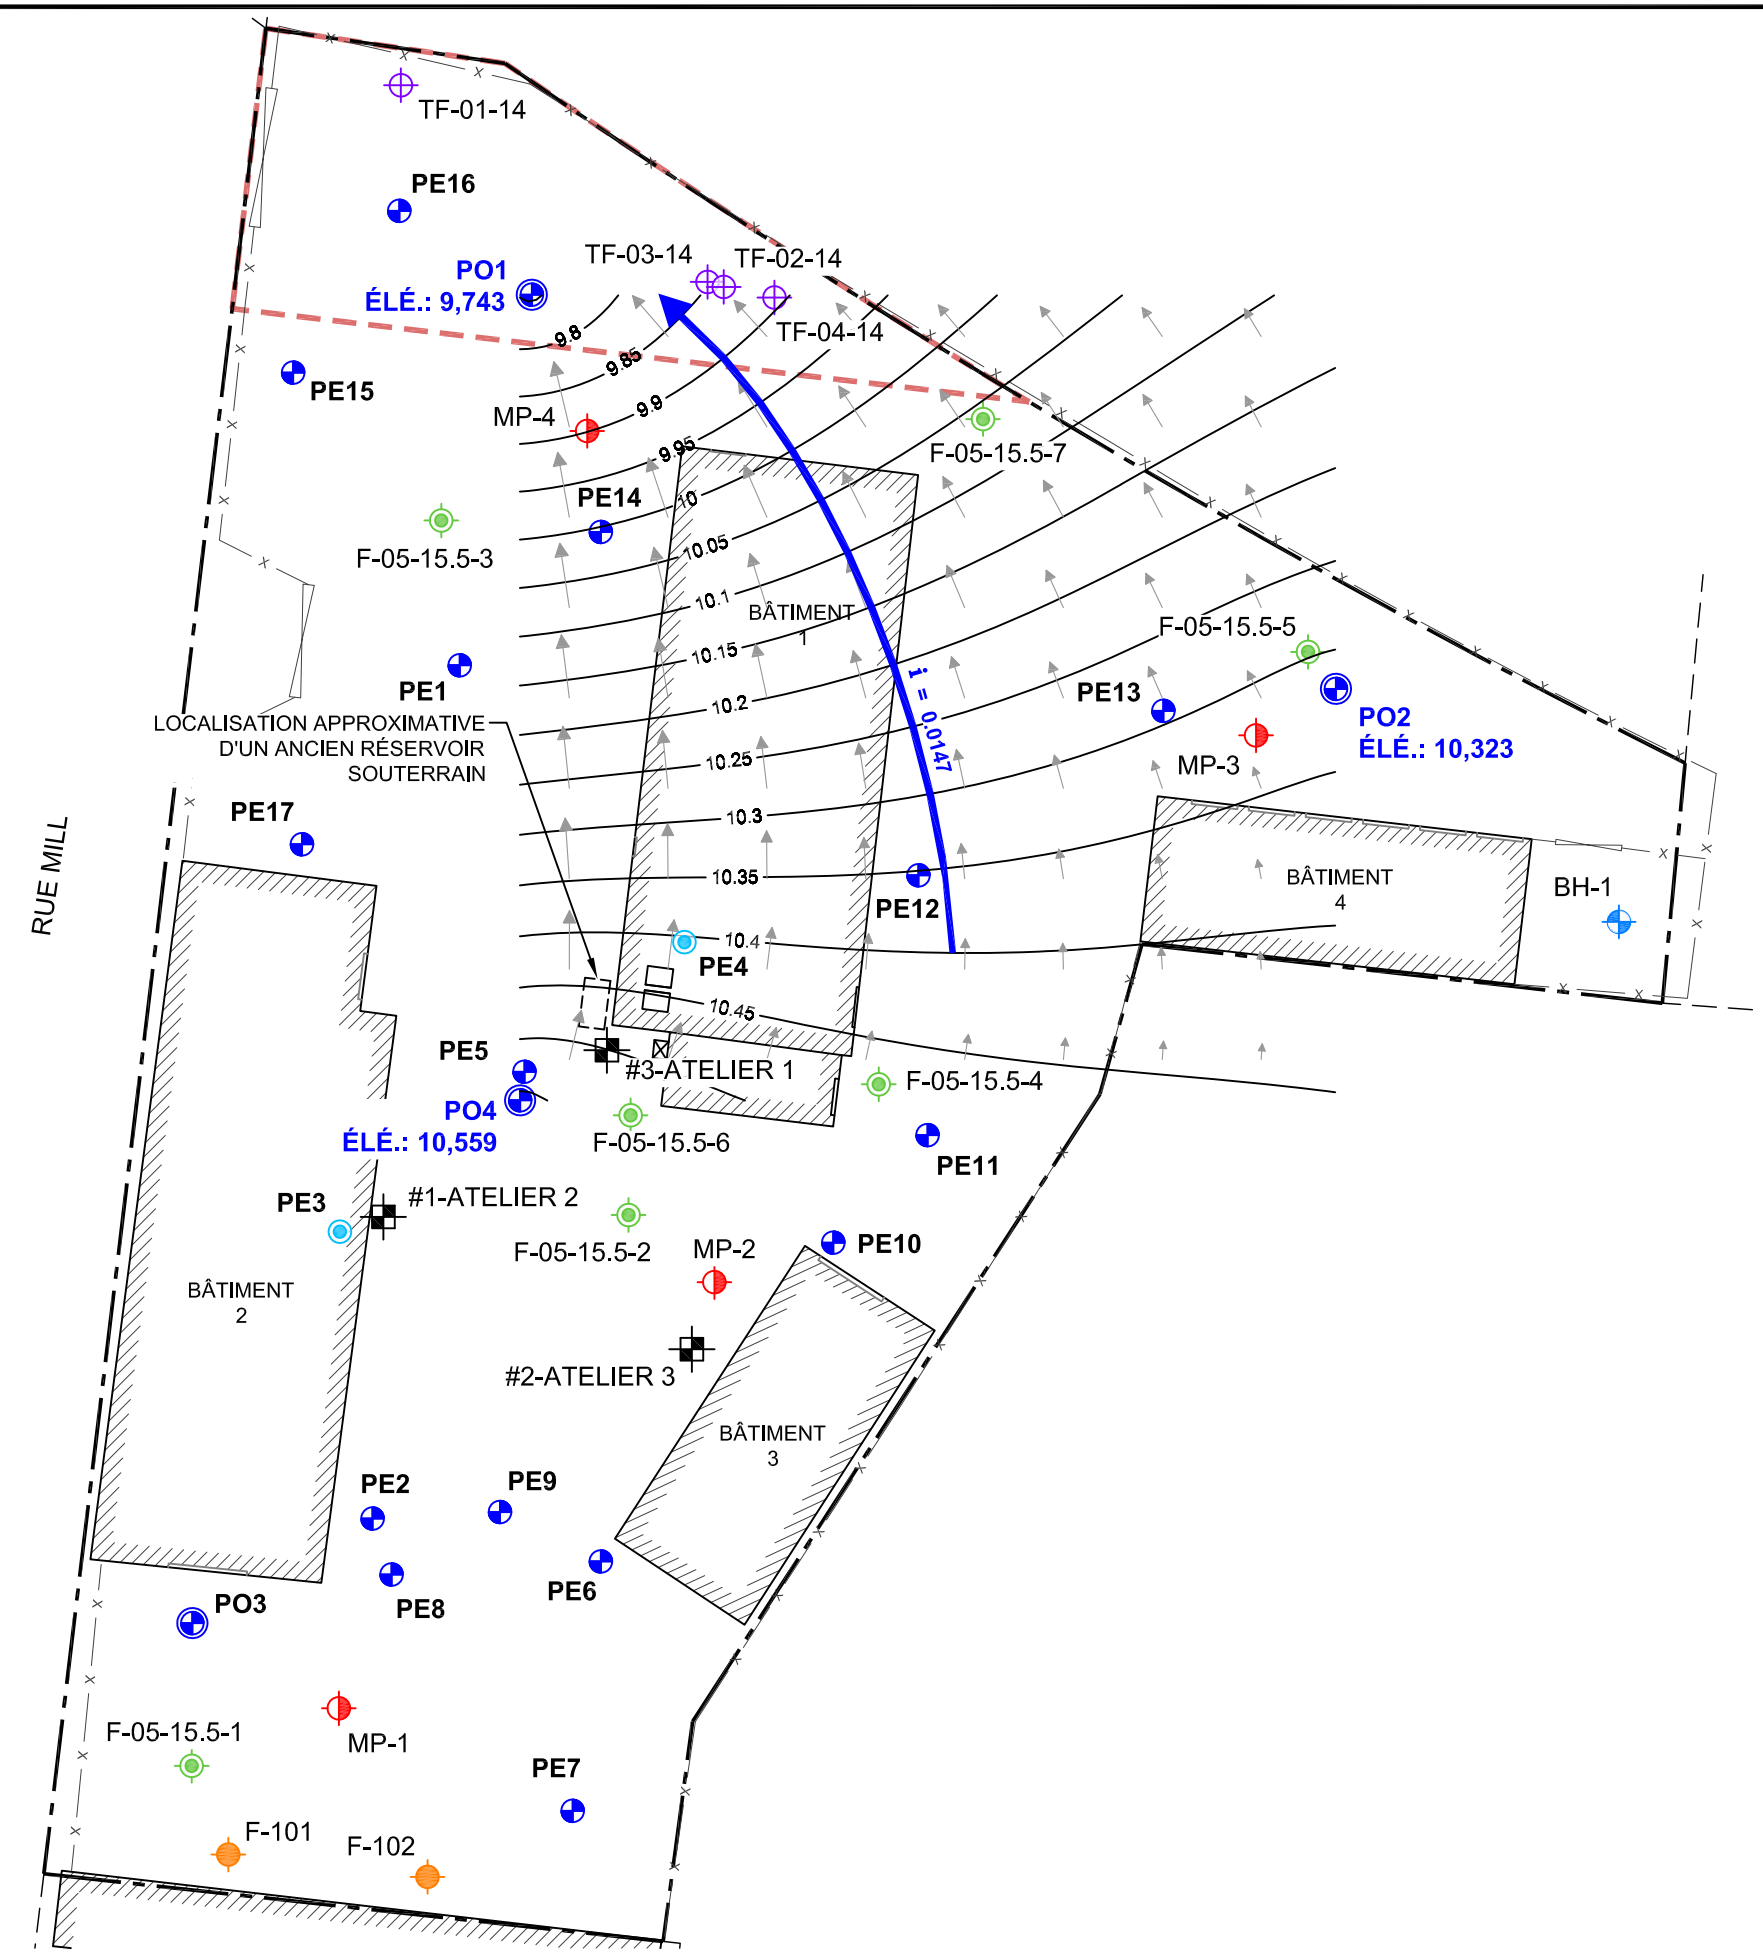 TF-01-14
PE16
TF-03-14
TF-02-14
PO1
ÉLÉ.: 9,743
TF-04-14
9.8
9.85
PE15
9.9
MP-4
9.95
F-05-15.5-7
PE14
10
F-05-15.5-3
10.05
10.1
BÂTIMENT
1
F-05-15.5-5
10.15
PE1
i = 0.0147
PE13
10.2
PO2
ÉLÉ.: 10,323
LOCALISATION APPROXIMATIVE
D'UN ANCIEN RÉSERVOIR
SOUTERRAIN
10.25
MP-3
PE17
10.3
RUE MILL
10.35
BÂTIMENT
4
BH-1
PE12
10.4
PE4
10.45
PE5
#3-ATELIER 1
F-05-15.5-4
PO4
ÉLÉ.: 10,559
F-05-15.5-6
PE11
PE3
#1-ATELIER 2
F-05-15.5-2
MP-2
PE10
BÂTIMENT
2
#2-ATELIER 3
BÂTIMENT
3
PE2
PE9
PE6
PE8
PO3
F-05-15.5-1
MP-1
PE7
F-101
F-102